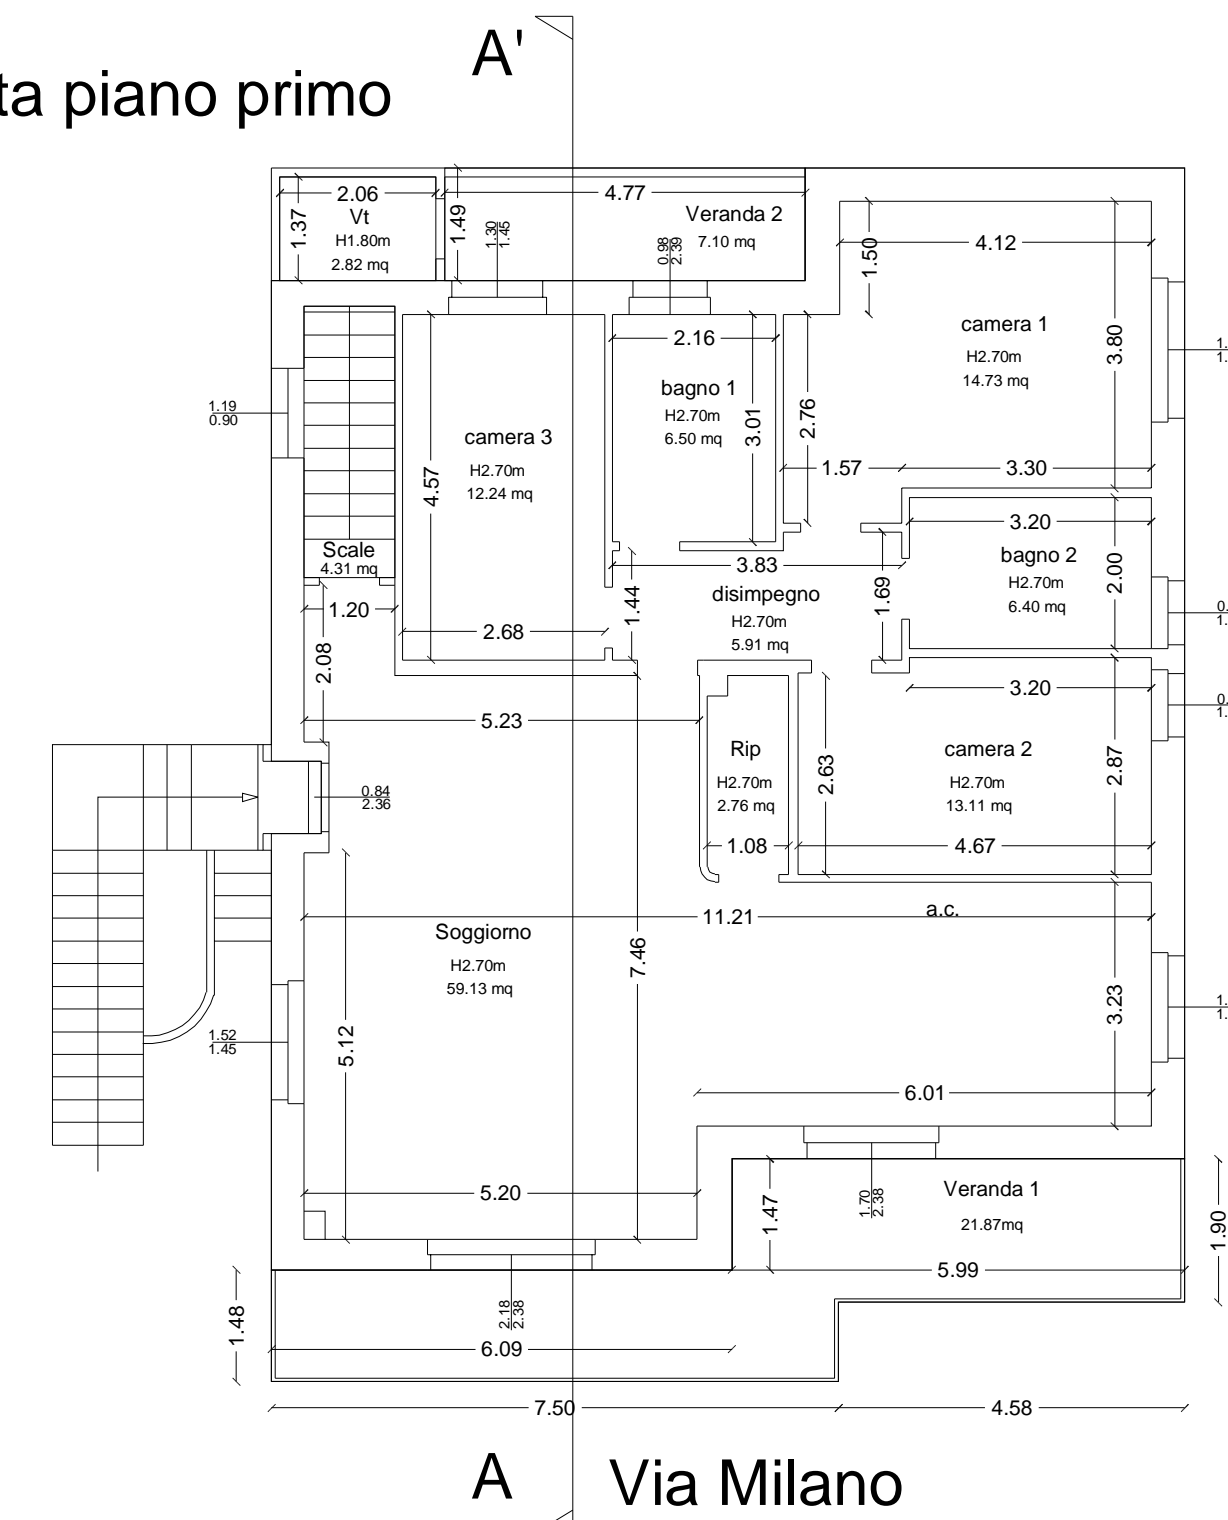 A'
ta piano primo
2.06
4.77
Vt
H1.80m
2.82 mq
1.37
1.49
1.30
1.45
Veranda 2
7.10 mq
0.98
2.39
1.50
4.12
camera 1
H2.70m
14.73 mq
3.80
2.16
bagno 1
H2.70m
6.50 mq
3.01
2.76
1.19
0.90
camera 3
H2.70m
12.24 mq
4.57
1.57
3.30
3.20
Scale
4.31 mq
3.83
bagno 2
H2.70m
6.40 mq
2.00
1.20
1.44
disimpegno
H2.70m
5.91 mq
1.69
2.68
2.08
3.20
5.23
Rip
H2.70m
2.76 mq
2.63
camera 2
H2.70m
13.11 mq
2.87
0.84
2.36
1.08
4.67
11.21
a.c.
Soggiorno
H2.70m
59.13 mq
7.46
3.23
1.52
1.45
5.12
6.01
5.20
1.47
1.70
2.38
Veranda 1
21.87mq
1.90
5.99
1.48
2.18
2.38
6.09
7.50
4.58
A
Via Milano